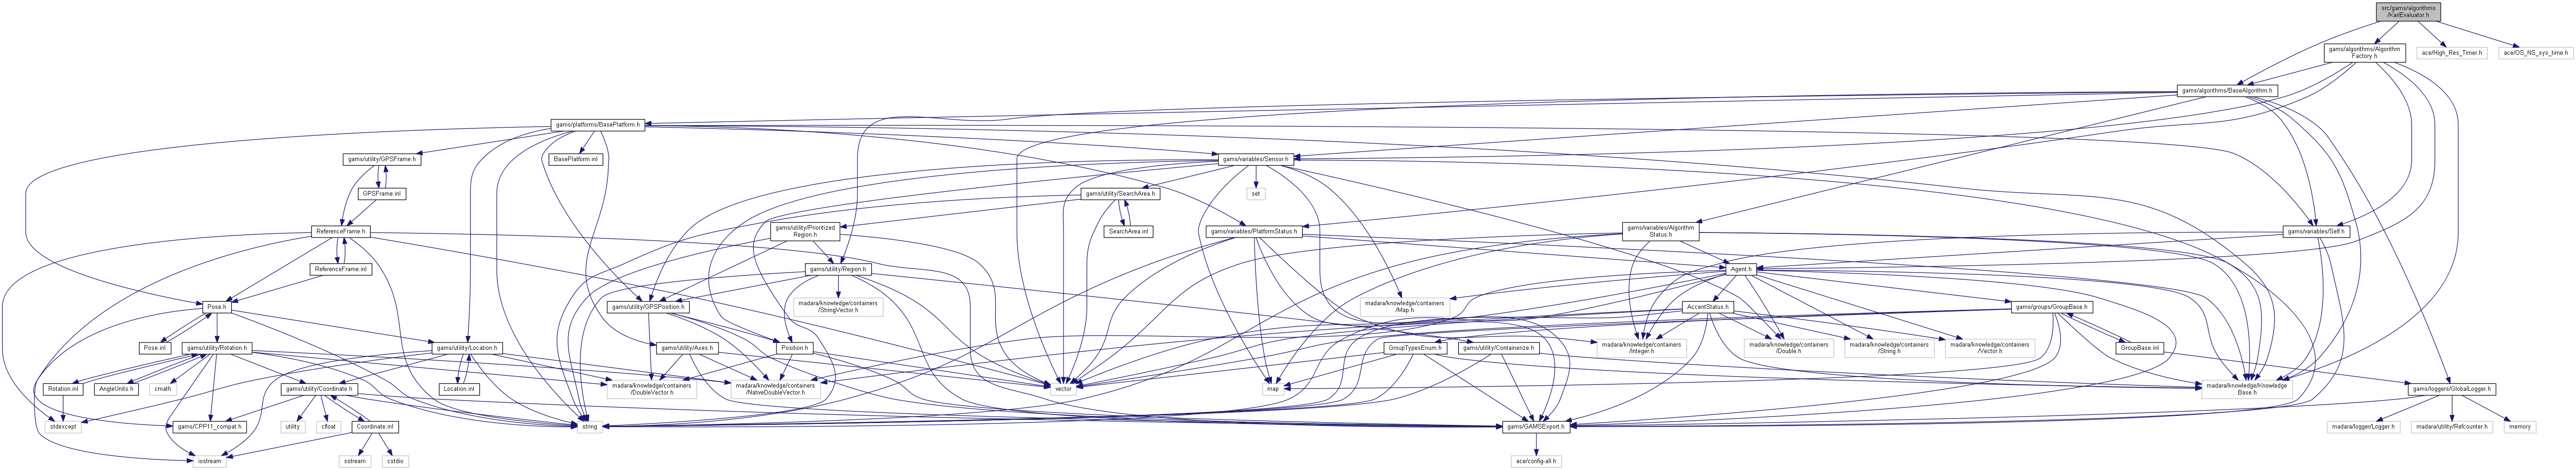 src/gams/algorithms
/KarlEvaluator.h
gams/algorithms/Algorithm
Factory.h
ace/High_Res_Timer.h
ace/OS_NS_sys_time.h
gams/algorithms/BaseAlgorithm.h
gams/platforms/BasePlatform.h
gams/utility/GPSFrame.h
BasePlatform.inl
gams/variables/Sensor.h
GPSFrame.inl
gams/utility/SearchArea.h
set
ReferenceFrame.h
gams/utility/Prioritized
Region.h
SearchArea.inl
gams/variables/PlatformStatus.h
gams/variables/Algorithm
Status.h
gams/variables/Self.h
ReferenceFrame.inl
gams/utility/Region.h
Agent.h
Pose.h
gams/utility/GPSPosition.h
madara/knowledge/containers
/StringVector.h
madara/knowledge/containers
/Map.h
AccentStatus.h
gams/groups/GroupBase.h
Pose.inl
gams/utility/Rotation.h
gams/utility/Location.h
gams/utility/Axes.h
Position.h
GroupTypesEnum.h
gams/utility/Containerize.h
madara/knowledge/containers
/Integer.h
madara/knowledge/containers
/Double.h
madara/knowledge/containers
/String.h
madara/knowledge/containers
/Vector.h
GroupBase.inl
Rotation.inl
AngleUnits.h
cmath
gams/utility/Coordinate.h
Location.inl
madara/knowledge/containers
/DoubleVector.h
madara/knowledge/containers
/NativeDoubleVector.h
vector
map
madara/knowledge/Knowledge
Base.h
gams/loggers/GlobalLogger.h
stdexcept
gams/CPP11_compat.h
utility
cfloat
Coordinate.inl
string
gams/GAMSExport.h
madara/logger/Logger.h
madara/utility/Refcounter.h
memory
iostream
sstream
cstdio
ace/config-all.h